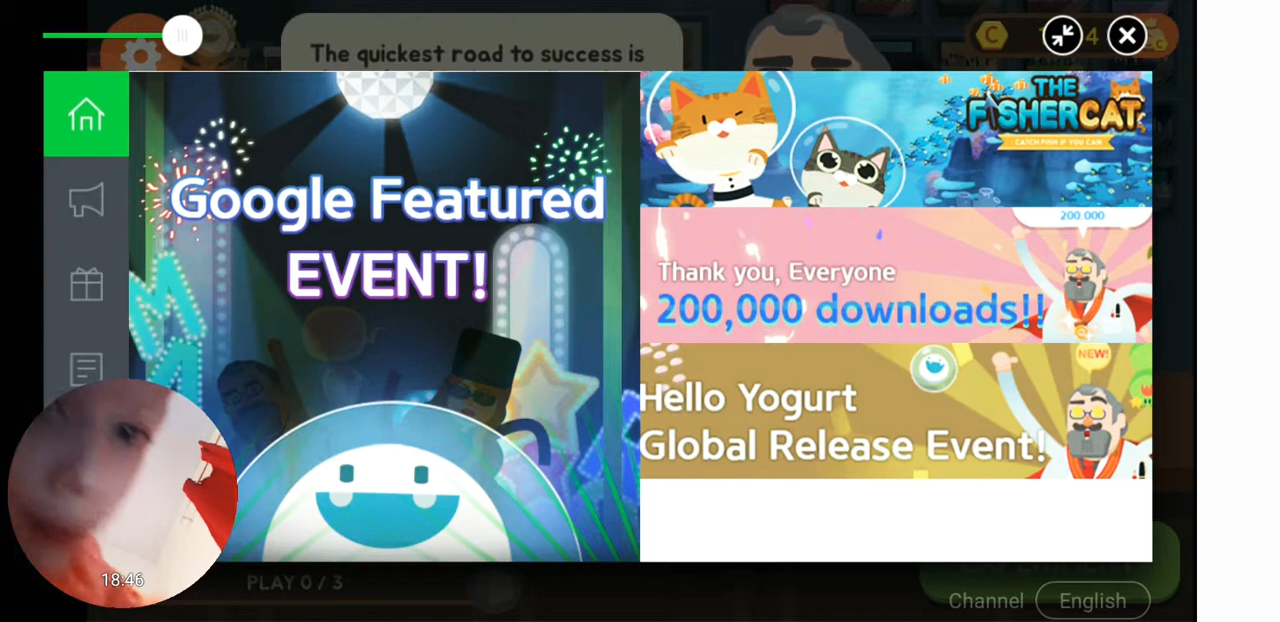 The quickest road to success is
C
4
Google Featured
EVENT!
THE
FISHERCAT
CATCH FISH IF YOU CAN
200.000
Thank you, Everyone
200,000 downloads!!
NEW!
Hello Yogurt
Global Release Event!
18:46
PLAY 0 / 3
Channel
English